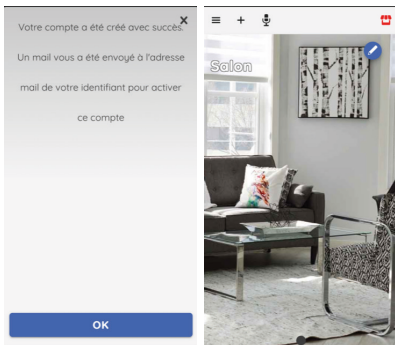 Votre compte a été créé avec succès.
Un mail vous a été envoyé à l'adresse
mail de votre identifiant pour activer
ce compte
OK
Salon